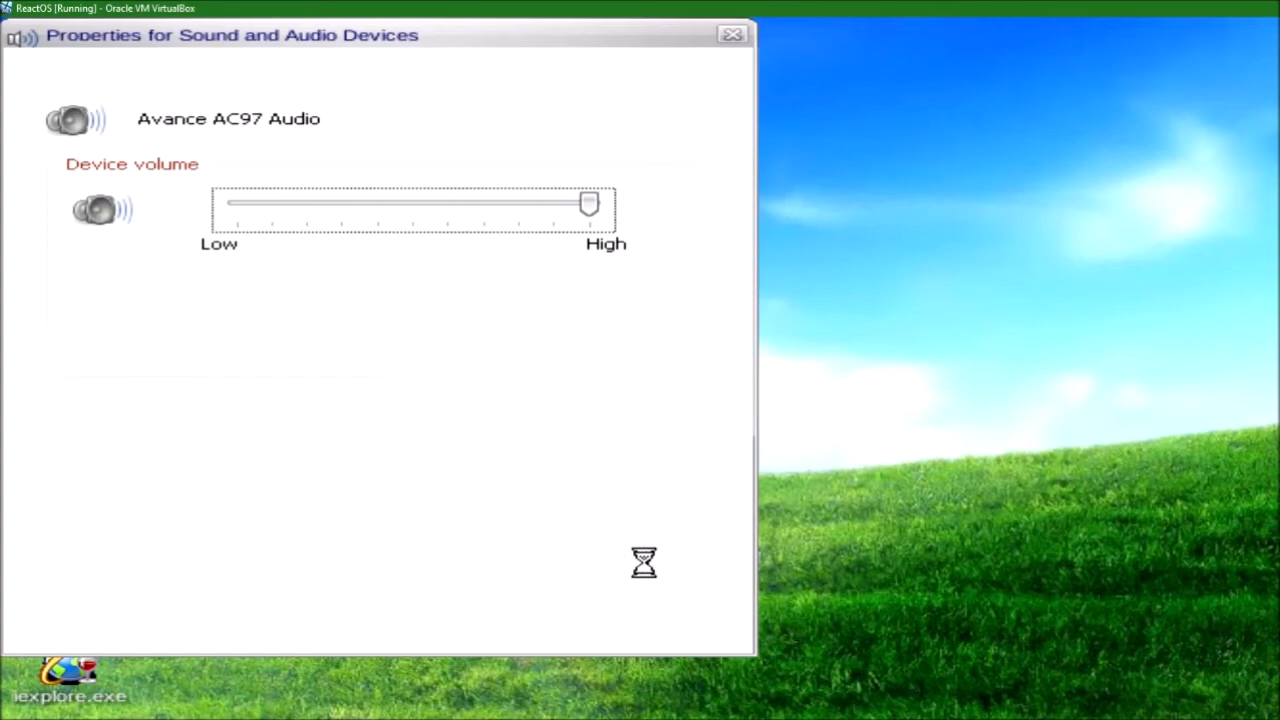 ReactOS [Running] - Oracle VM VirtualBox
Properties for Sound and Audio Devices
Avance AC97 Audio
Device volume
Low
High
iexplore.exe